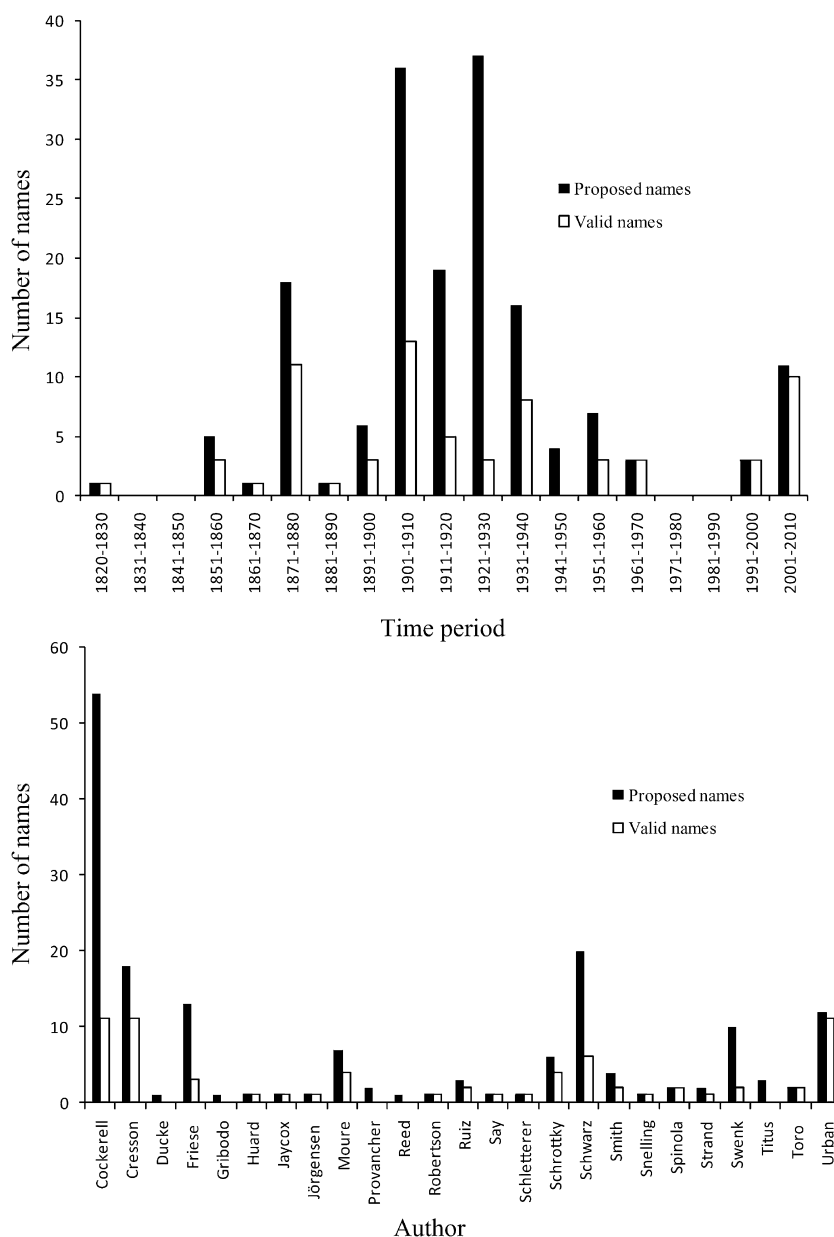 40
35
30
25
20
15
10
5
0
Number of names
Proposed names
Valid names
1820-1830
1831-1840
1841-1850
1851-1860
1861-1870
1871-1880
1881-1890
1891-1900
1901-1910
1911-1920
1921-1930
1931-1940
1941-1950
1951-1960
1961-1970
1971-1980
1981-1990
1991-2000
2001-2010
Time period
60
50
40
30
20
10
0
Number of names
Proposed names
Valid names
Cockerell
Cresson
Ducke
Friese
Gribodo
Huard
Jaycox
Jörgensen
Moure
Provancher
Reed
Robertson
Ruiz
Say
Schletterer
Schrottky
Schwarz
Smith
Snelling
Spinola
Strand
Swenk
Titus
Toro
Urban
Author